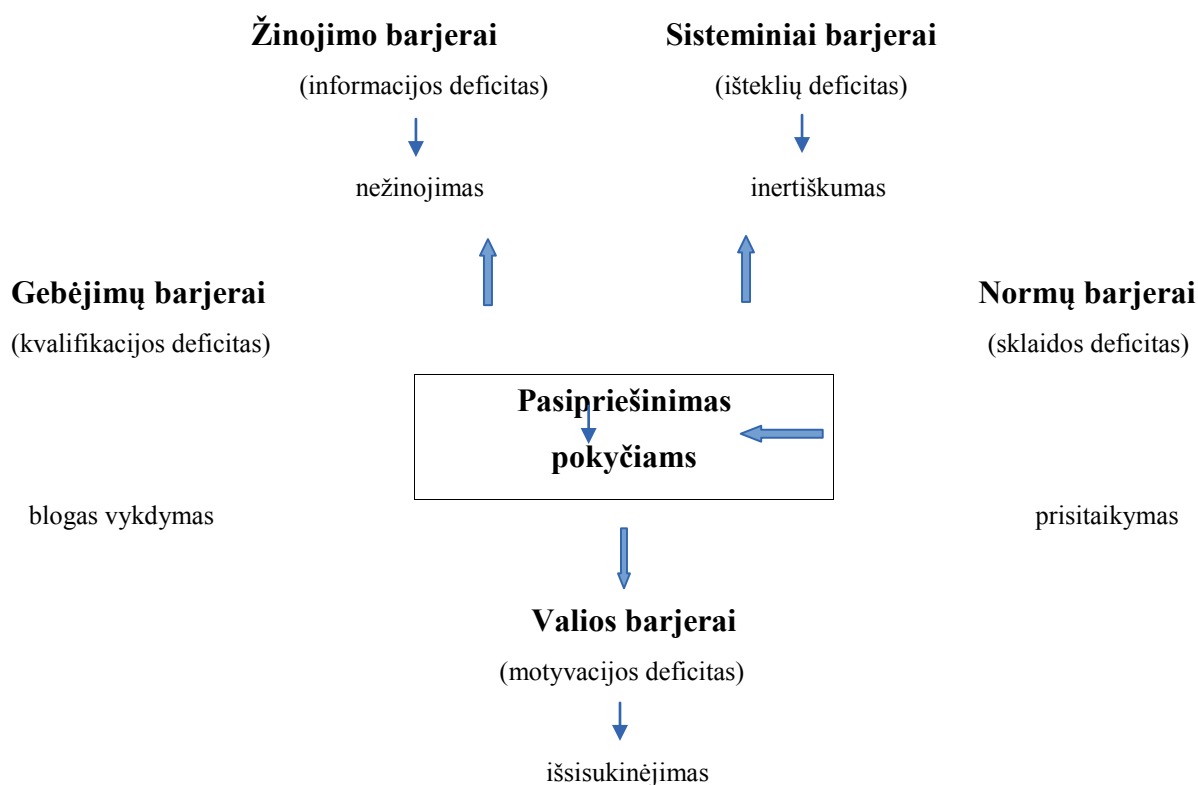 Žinojimo barjerai
(informacijos deficitas)
nežinojimas
Sisteminiai barjerai
(išteklių deficitas)
inertiškumas
Gebėjimų barjerai
(kvalifikacijos deficitas)
blogas vykdymas
Pasipriešinimas
pokyčiams
Normų barjerai
(sklaidos deficitas)
prisitaikymas
Valios barjerai
(motyvacijos deficitas)
išsisukinėjimas